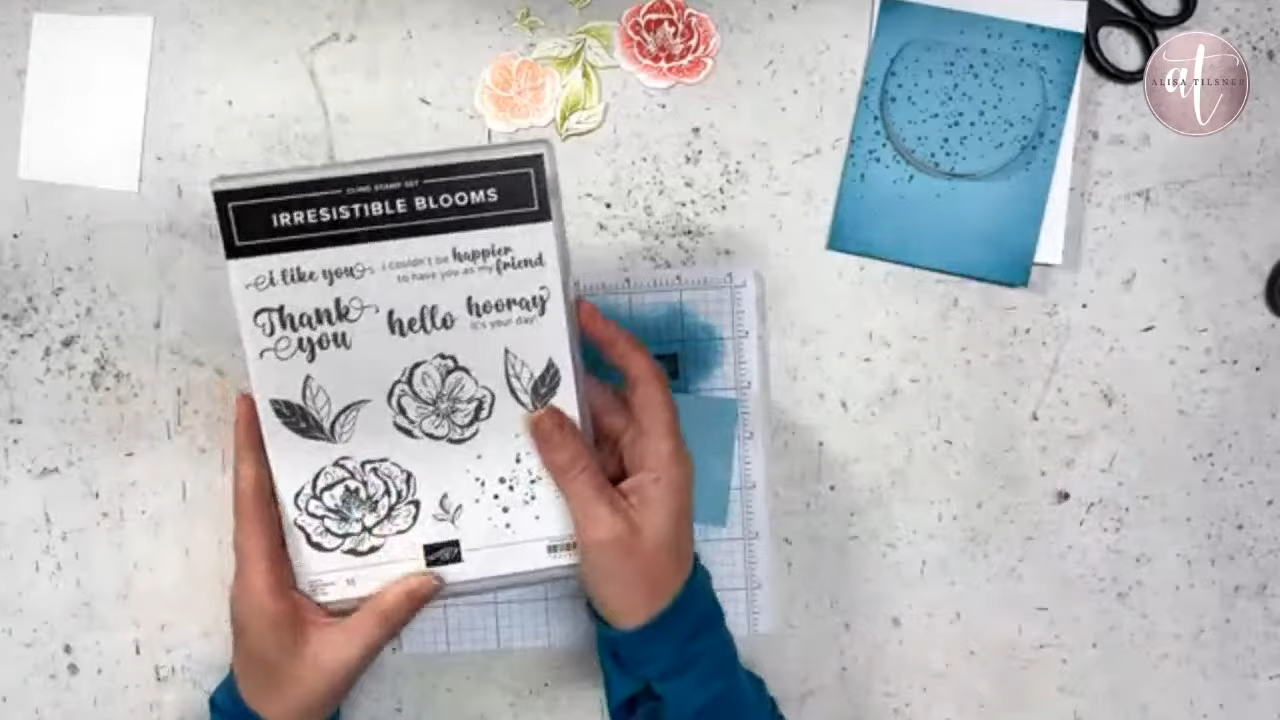 CLING STAMP SET
IRRESISTIBLE BLOOMS
i like you
i couldn't be happier
to have you as my friend
Thank
you
hello
hooray
it's your day!
at
ALISA TILSNER